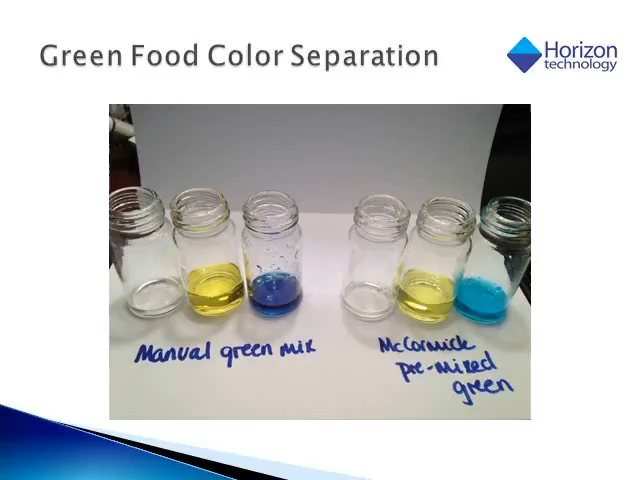 Green Food Color Separation
Horizon
technology
Manual green mix
McCormick
pre-mixed
green